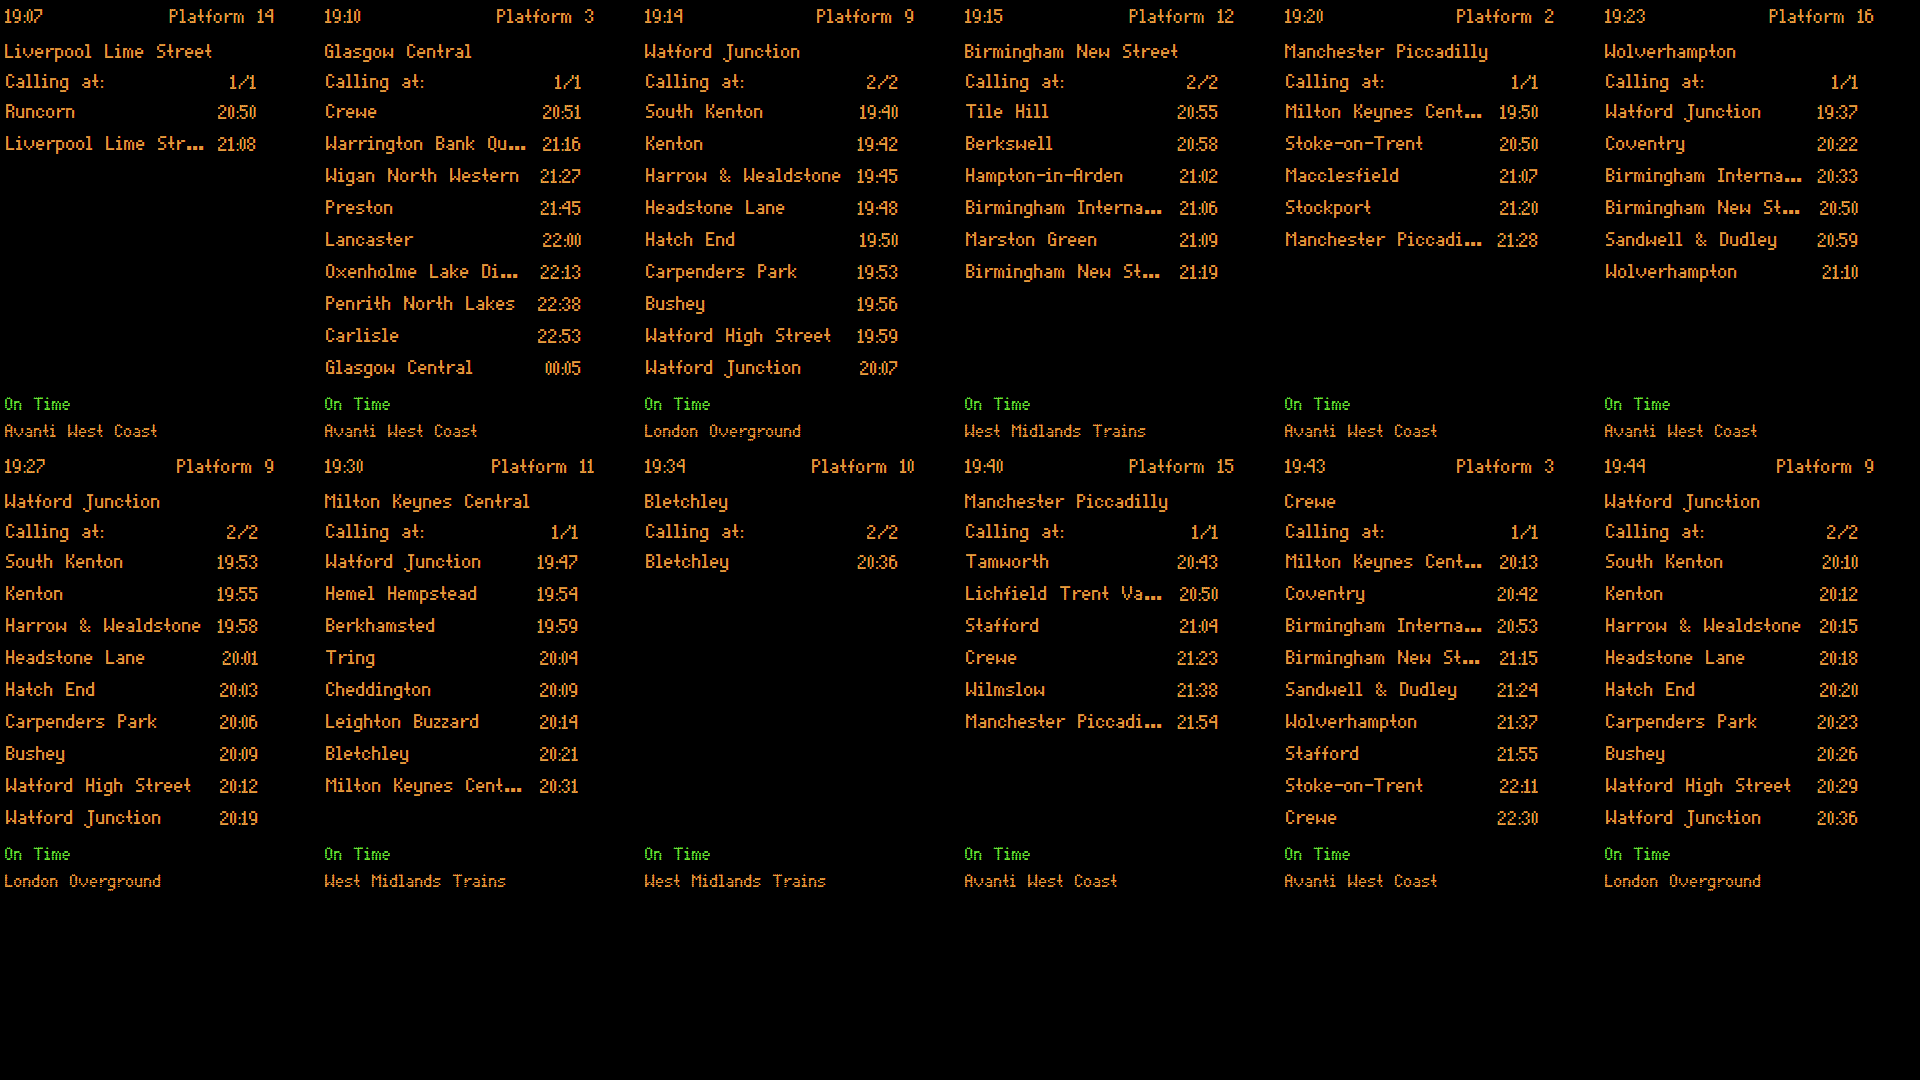 19:07 Platform 14
Liverpool Lime Street
Calling at: 1/1
Runcorn 20:50
Liverpool Lime Str... 21:08
On Time
Avanti West Coast
19:10 Platform 3
Glasgow Central
Calling at: 1/1
Crewe 20:51
Warrington Bank Qu... 21:16
Wigan North Western 21:27
Preston 21:45
Lancaster 22:00
Oxenholme Lake Di... 22:13
Penrith North Lakes 22:38
Carlisle 22:53
Glasgow Central 00:05
On Time
Avanti West Coast
19:14 Platform 9
Watford Junction
Calling at: 2/2
South Kenton 19:40
Kenton 19:42
Harrow & Wealdstone 19:45
Headstone Lane 19:48
Hatch End 19:50
Carpenders Park 19:53
Bushey 19:56
Watford High Street 19:59
Watford Junction 20:07
On Time
London Overground
19:15 Platform 12
Birmingham New Street
Calling at: 2/2
Tile Hill 20:55
Berkswell 20:58
Hampton-in-Arden 21:02
Birmingham Interna... 21:06
Marston Green 21:09
Birmingham New St... 21:19
On Time
West Midlands Trains
19:20 Platform 2
Manchester Piccadilly
Calling at: 1/1
Milton Keynes Cent... 19:50
Stoke-on-Trent 20:50
Macclesfield 21:07
Stockport 21:20
Manchester Piccadi... 21:28
On Time
Avanti West Coast
19:23 Platform 16
Wolverhampton
Calling at: 1/1
Watford Junction 19:37
Coventry 20:22
Birmingham Interna... 20:33
Birmingham New St... 20:50
Sandwell & Dudley 20:59
Wolverhampton 21:10
On Time
Avanti West Coast
19:27 Platform 9
Watford Junction
Calling at: 2/2
South Kenton 19:53
Kenton 19:55
Harrow & Wealdstone 19:58
Headstone Lane 20:01
Hatch End 20:03
Carpenders Park 20:06
Bushey 20:09
Watford High Street 20:12
Watford Junction 20:19
On Time
London Overground
19:30 Platform 11
Milton Keynes Central
Calling at: 1/1
Watford Junction 19:47
Hemel Hempstead 19:54
Berkhamsted 19:59
Tring 20:04
Cheddington 20:09
Leighton Buzzard 20:14
Bletchley 20:21
Milton Keynes Cent... 20:31
On Time
West Midlands Trains
19:34 Platform 10
Bletchley
Calling at: 2/2
Bletchley 20:36
On Time
West Midlands Trains
19:40 Platform 15
Manchester Piccadilly
Calling at: 1/1
Tamworth 20:43
Lichfield Trent Va... 20:50
Stafford 21:04
Crewe 21:23
Wilmslow 21:38
Manchester Piccadi... 21:54
On Time
Avanti West Coast
19:43 Platform 3
Crewe
Calling at: 1/1
Milton Keynes Cent... 20:13
Coventry 20:42
Birmingham Interna... 20:53
Birmingham New St... 21:15
Sandwell & Dudley 21:24
Wolverhampton 21:37
Stafford 21:55
Stoke-on-Trent 22:11
Crewe 22:30
On Time
Avanti West Coast
19:44 Platform 9
Watford Junction
Calling at: 2/2
South Kenton 20:10
Kenton 20:12
Harrow & Wealdstone 20:15
Headstone Lane 20:18
Hatch End 20:20
Carpenders Park 20:23
Bushey 20:26
Watford High Street 20:29
Watford Junction 20:36
On Time
London Overground